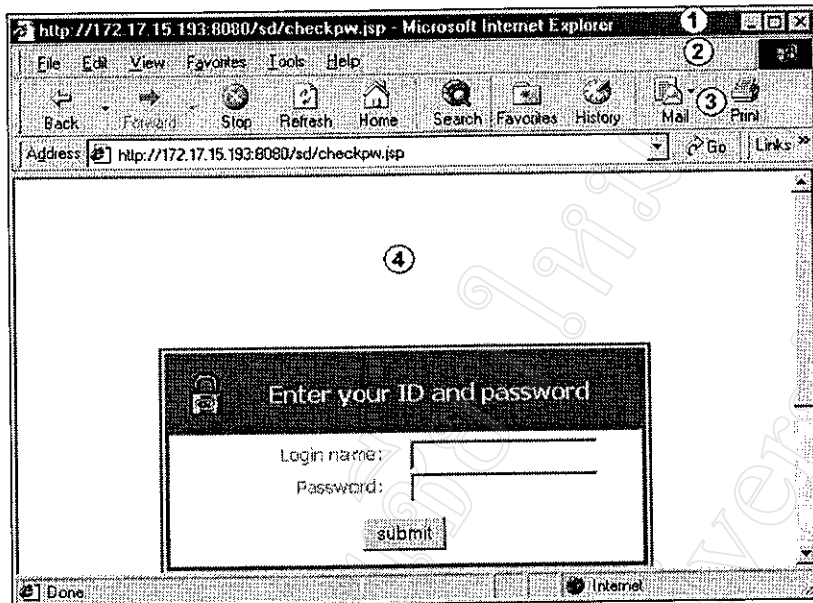 http://172.17.15.193:8080/sd/checkpw.jsp - Microsoft Internet Explorer 1
File Edit View Favorites Tools Help 2
Back Forward Stop Refresh Home Search Favorites History Mail 3 Print
Address http://172.17.15.193:8080/sd/checkpw.jsp Go Links »
4
Enter your ID and password
Login name:
Password:
submit
Done Internet